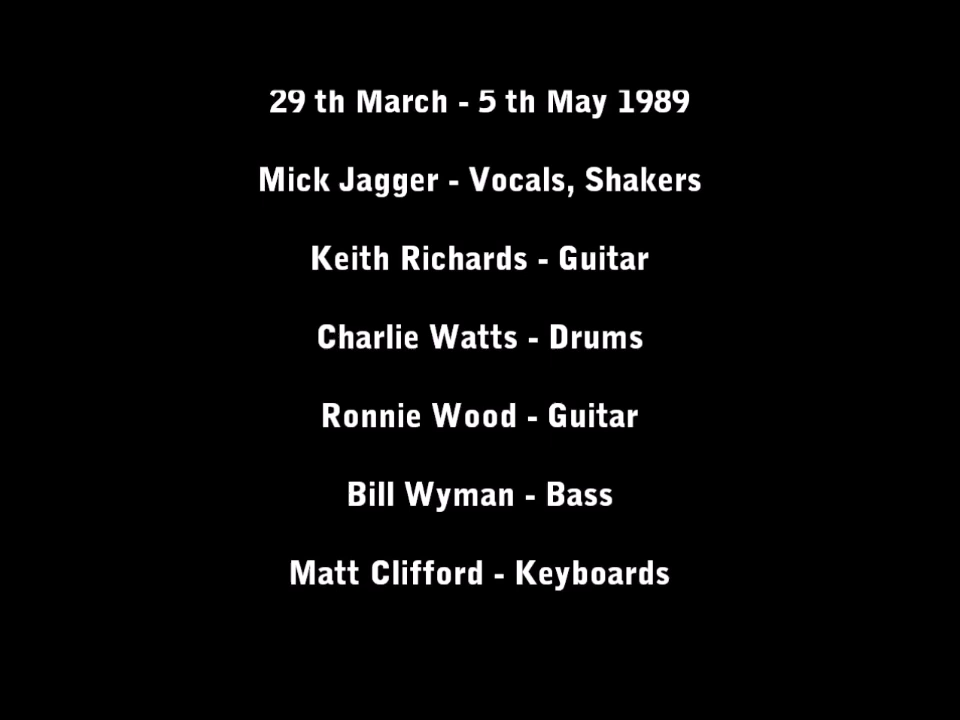 29 th March - 5 th May 1989
Mick Jagger - Vocals, Shakers
Keith Richards - Guitar
Charlie Watts - Drums
Ronnie Wood - Guitar
Bill Wyman - Bass
Matt Clifford - Keyboards